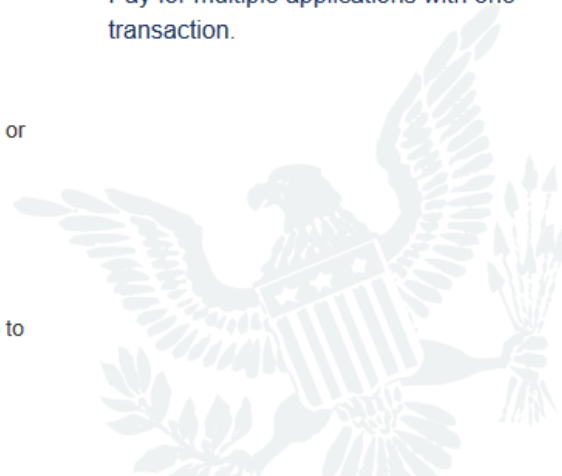 Pay for multiple applications with one
transaction.
or
to